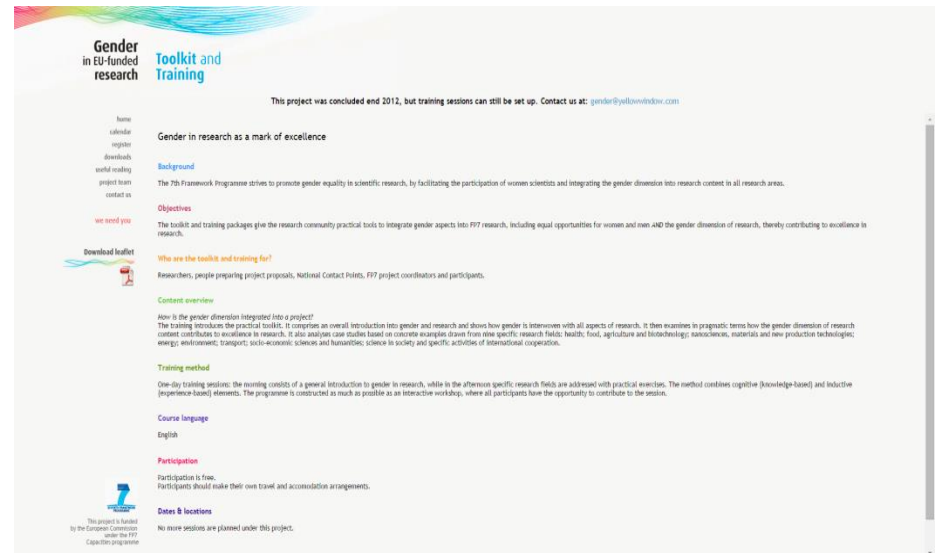 Gender
in EU-funded
research
Toolkit and
Training
This project was concluded end 2012, but training sessions can still be set up. Contact us at: gender@yellowwindow.com
home
calendar
register
downloads
useful reading
project team
contact us
we need you
Download leaflet
Gender in research as a mark of excellence
Background
The 7th Framework Programme strives to promote gender equality in scientific research, by facilitating the participation of women scientists and integrating the gender dimension into research content in all research areas.
Objectives
The toolkit and training packages give the research community practical tools to integrate gender aspects into FP7 research, including equal opportunities for women and men AND the gender dimension of research, thereby contributing to excellence in
research.
Who are the toolkit and training for?
Researchers, people preparing project proposals, National Contact Points, FP7 project coordinators and participants.
Content overview
How is the gender dimension integrated into a project?
The training introduces the practical toolkit. It comprises an overall introduction into gender and research and shows how gender is interwoven with all aspects of research. It then examines in pragmatic terms how the gender dimension of research
content contributes to excellence in research. It also analyses case studies based on concrete examples drawn from nine specific research fields: health; food, agriculture and biotechnology; nanosciences, materials and new production technologies;
energy; environment; transport; socio-economic sciences and humanities; science in society and specific activities of international cooperation.
Training method
One-day training sessions: the morning consists of a general introduction to gender in research, while in the afternoon specific research fields are addressed with practical exercises. The method combines cognitive (knowledge-based) and inductive
(experience-based) elements. The programme is constructed as much as possible as an interactive workshop, where all participants have the opportunity to contribute to the session.
Course language
English
Participation
Participation is free.
Participants should make their own travel and accomodation arrangements.
Dates & locations
No more sessions are planned under this project.
7
This project is funded
by the European Commission
under the FP7
Capacities programme